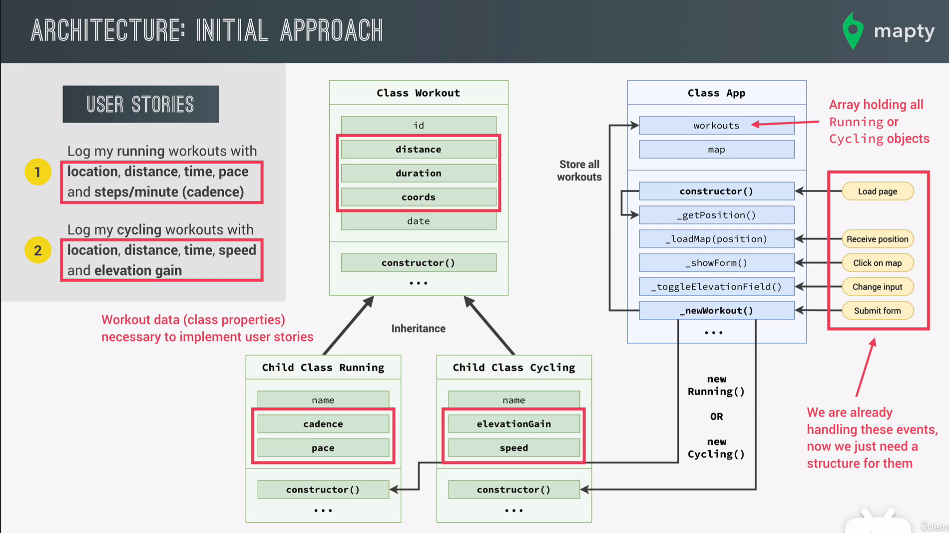 ARCHITECTURE: INITIAL APPROACH
mapty
USER STORIES
1
Log my running workouts with
location, distance, time, pace
and steps/minute (cadence)
2
Log my cycling workouts with
location, distance, time, speed
and elevation gain
Workout data (class properties)
necessary to implement user stories
Class Workout
id
distance
duration
coords
date
constructor()
...
Inheritance
Child Class Running
name
cadence
pace
constructor()
...
Child Class Cycling
name
elevationGain
speed
constructor()
...
Class App
workouts
map
constructor()
_getPosition()
_loadMap(position)
_showForm()
_toggleElevationField()
_newWorkout()
...
Store all
workouts
Array holding all
Running or
Cycling objects
Load page
Receive position
Click on map
Change input
Submit form
new
Running()
OR
new
Cycling()
We are already
handling these events,
now we just need a
structure for them
Udem